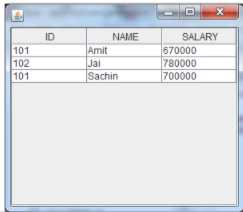 ID NAME SALARY
101 Amit 670000
102 Jai 780000
101 Sachin 700000